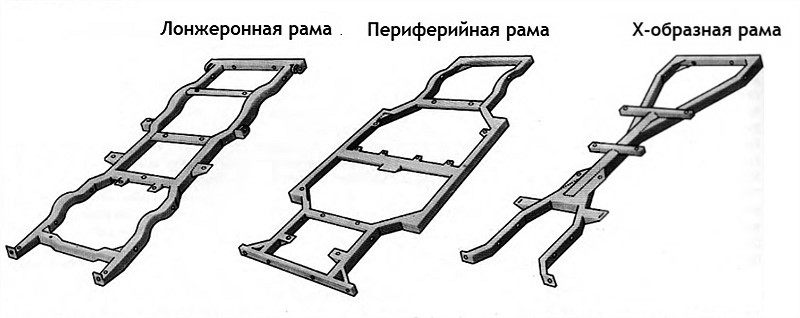 Лонжеронная рама
Периферийная рама
Х-образная рама